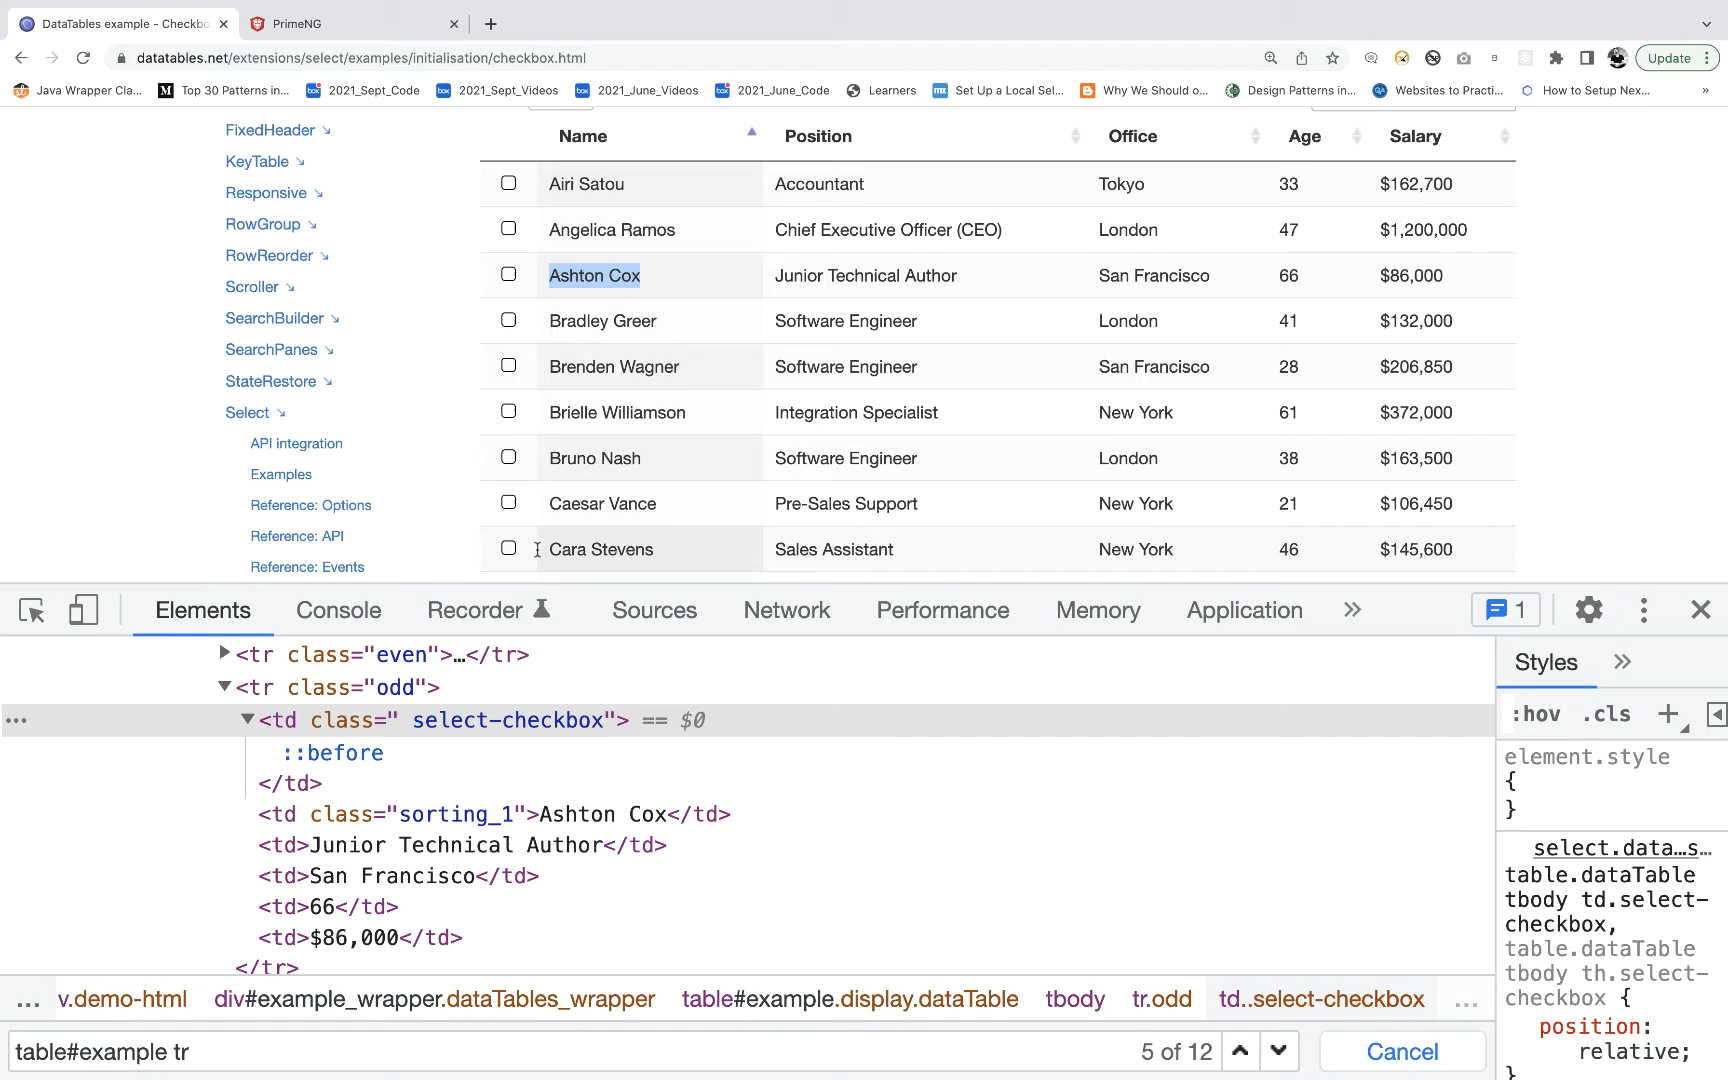 DataTables example - Checkbo
PrimeNG
datatables.net/extensions/select/examples/initialisation/checkbox.html
Update
Java Wrapper Cla...
Top 30 Patterns in...
2021_Sept_Code
2021_Sept_Videos
2021_June_Videos
2021_June_Code
Learners
Set Up a Local Sel...
Why We Should o...
Design Patterns in...
Websites to Practi...
How to Setup Nex...
»
FixedHeader
KeyTable
Responsive
RowGroup
RowReorder
Scroller
SearchBuilder
SearchPanes
StateRestore
Select
API integration
Examples
Reference: Options
Reference: API
Reference: Events
Name Position Office Age Salary
Airi Satou Accountant Tokyo 33 $162,700
Angelica Ramos Chief Executive Officer (CEO) London 47 $1,200,000
Ashton Cox Junior Technical Author San Francisco 66 $86,000
Bradley Greer Software Engineer London 41 $132,000
Brenden Wagner Software Engineer San Francisco 28 $206,850
Brielle Williamson Integration Specialist New York 61 $372,000
Bruno Nash Software Engineer London 38 $163,500
Caesar Vance Pre-Sales Support New York 21 $106,450
Cara Stevens Sales Assistant New York 46 $145,600
Elements Console Recorder Sources Network Performance Memory Application » 1
<tr class="even">…</tr>
<tr class="odd">
<td class=" select-checkbox"> == $0
::before
</td>
<td class="sorting_1">Ashton Cox</td>
<td>Junior Technical Author</td>
<td>San Francisco</td>
<td>66</td>
<td>$86,000</td>
</tr>
... v.demo-html div#example_wrapper.dataTables_wrapper table#example.display.dataTable tbody tr.odd td..select-checkbox ...
table#example tr 5 of 12 Cancel
Styles »
:hov .cls +
element.style
{
}
select.data…s…
table.dataTable
tbody td.select-
checkbox,
table.dataTable
tbody th.select-
checkbox {
position:
relative;
}